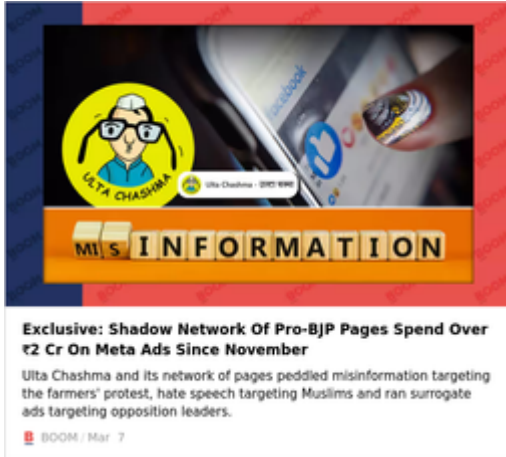 facebook
ULTA CHASHMA
Ulta Chashma - उल्टा चश्मा
MIS INFORMATION
Exclusive: Shadow Network Of Pro-BJP Pages Spend Over
₹2 Cr On Meta Ads Since November
Ulta Chashma and its network of pages peddled misinformation targeting
the farmers' protest, hate speech targeting Muslims and ran surrogate
ads targeting opposition leaders.
B BOOM / Mar 7